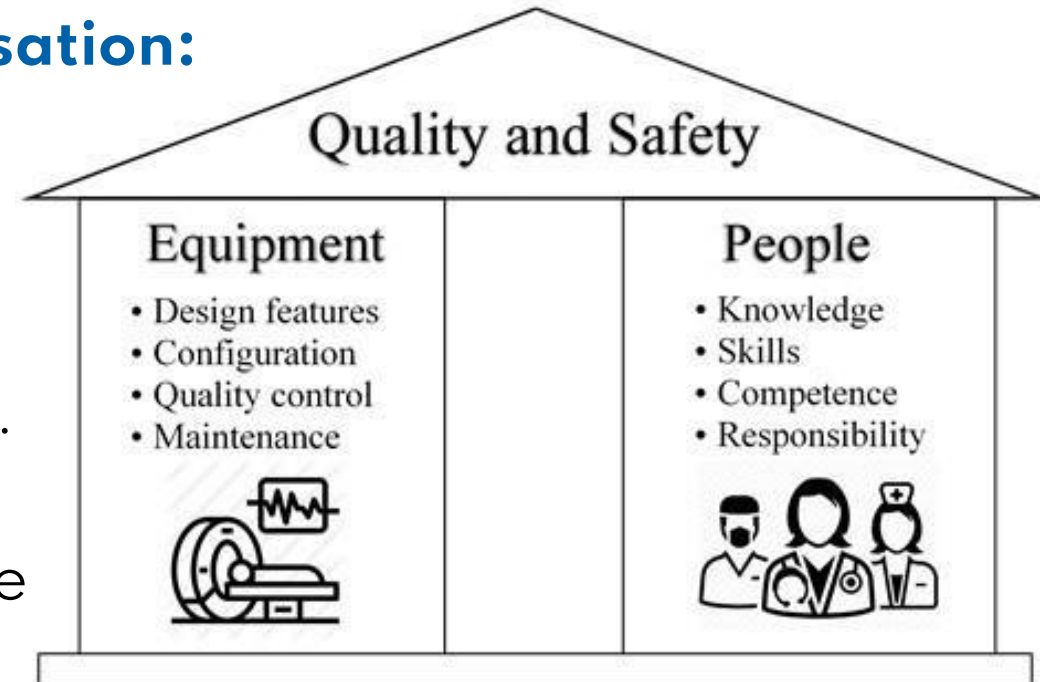 sation:
Quality and Safety
Equipment
• Design features
• Configuration
• Quality control
• Maintenance
People
• Knowledge
• Skills
• Competence
• Responsibility
.
e